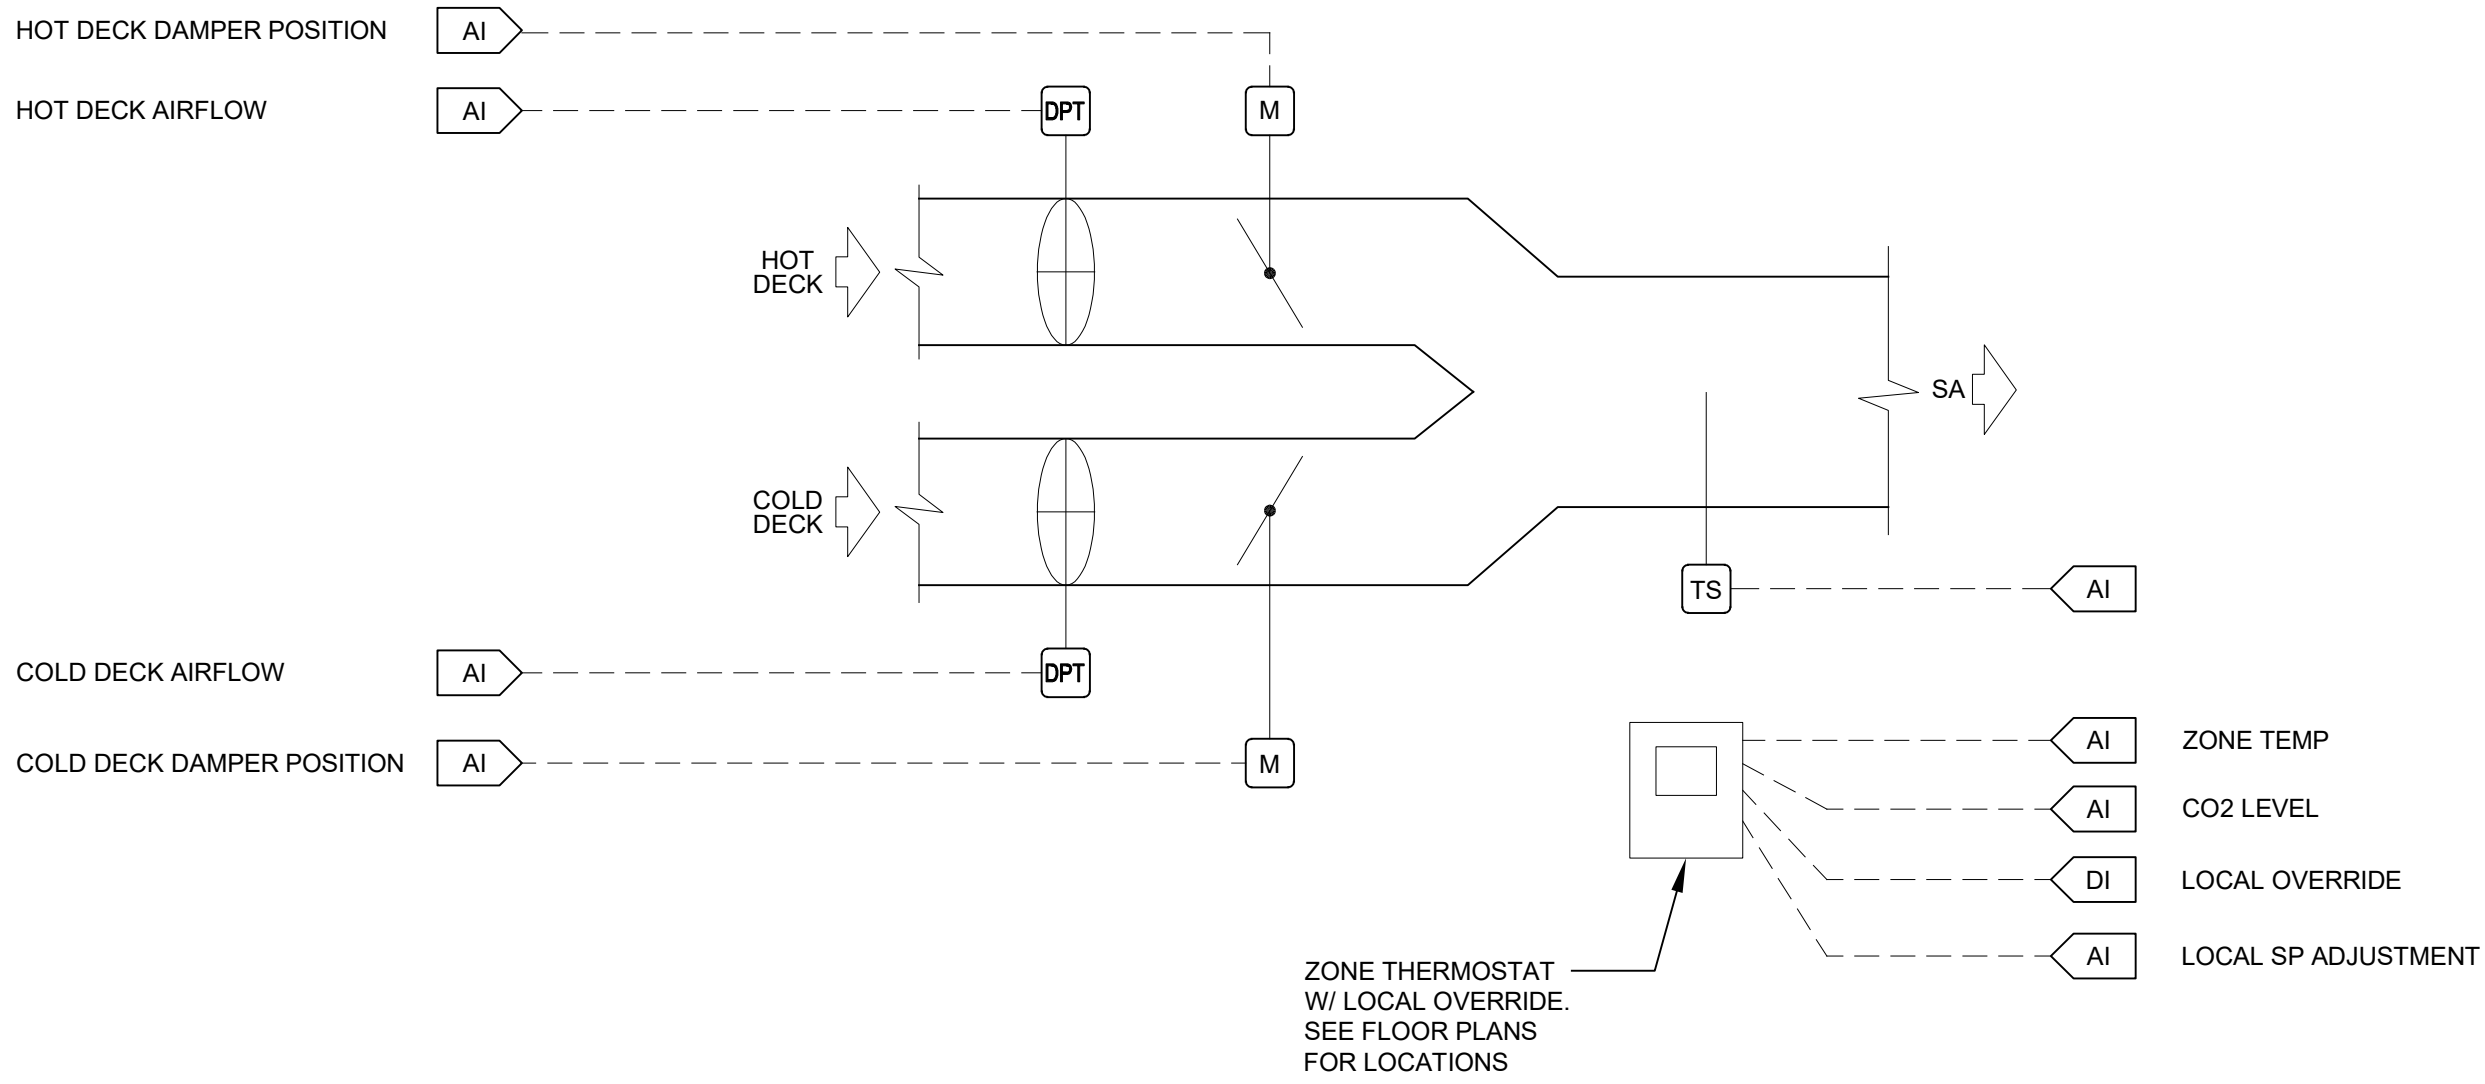 HOT DECK DAMPER POSITION
AI
HOT DECK AIRFLOW
AI
DPT
M
HOT
DECK
SA
COLD
DECK
TS
AI
COLD DECK AIRFLOW
AI
DPT
COLD DECK DAMPER POSITION
AI
M
AI
ZONE TEMP
AI
CO2 LEVEL
DI
LOCAL OVERRIDE
AI
LOCAL SP ADJUSTMENT
ZONE THERMOSTAT
W/ LOCAL OVERRIDE.
SEE FLOOR PLANS
FOR LOCATIONS